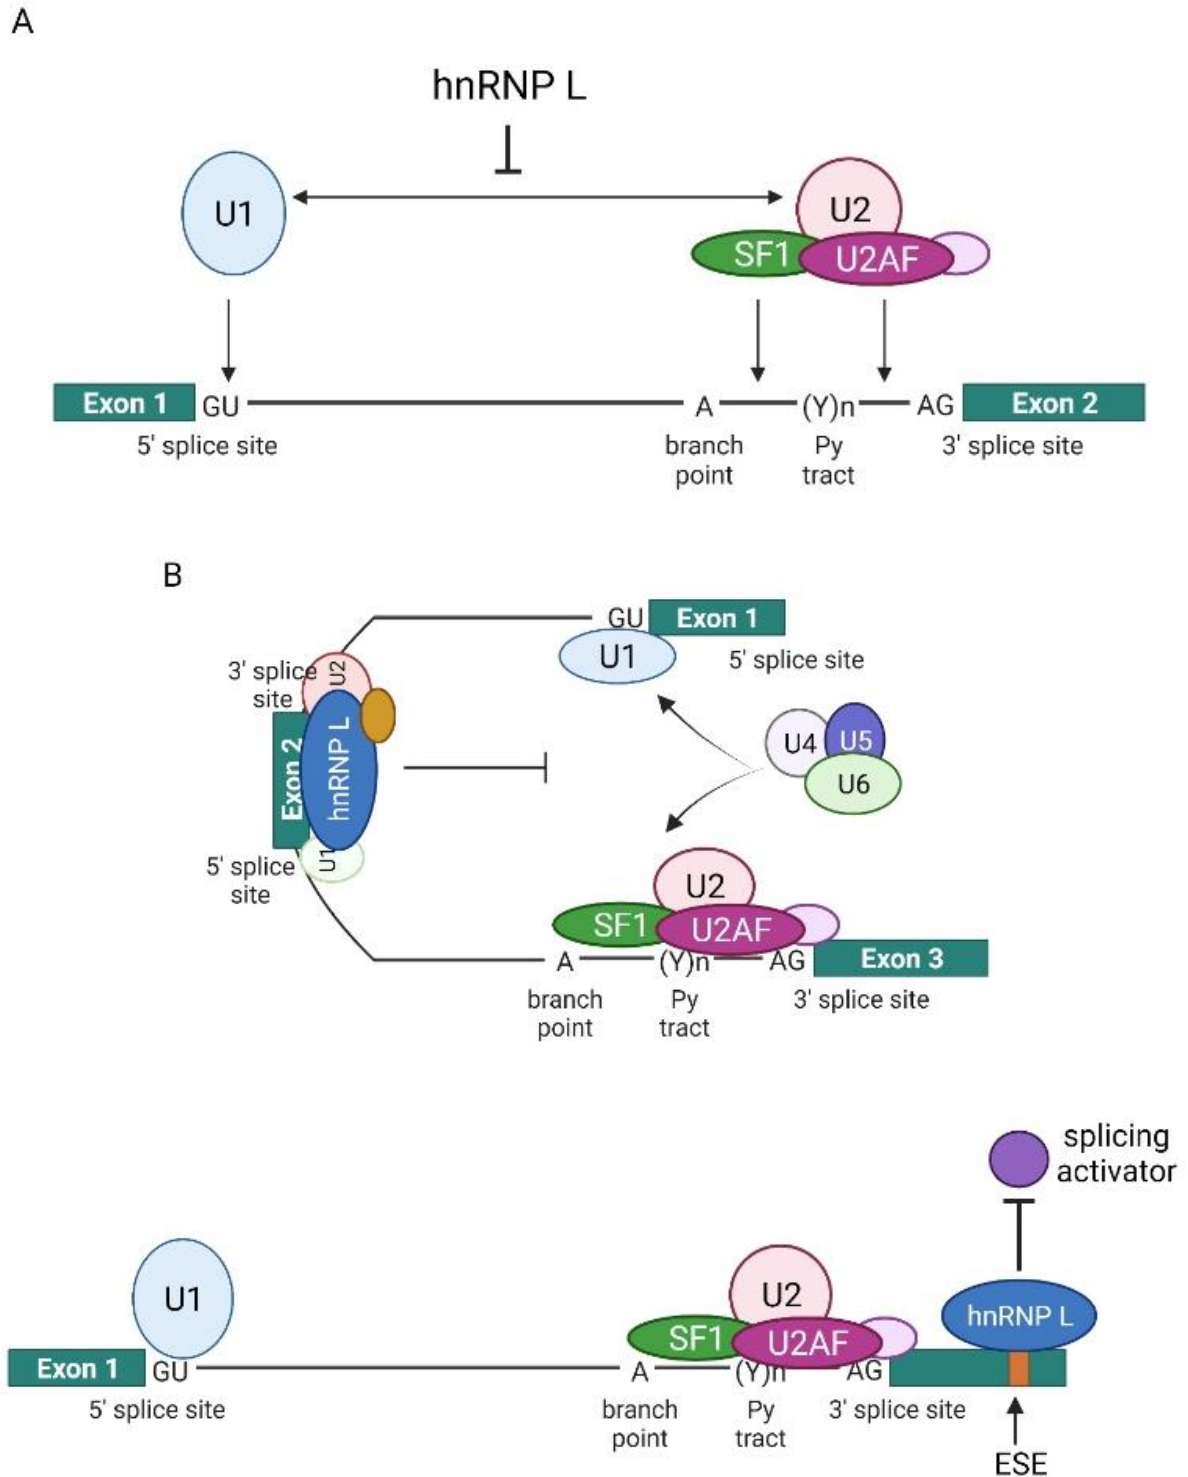 A
hnRNP L
U1
U2
SF1
U2AF
Exon 1
GU
A
(Y)n
AG
Exon 2
5' splice site
branch
point
Py
tract
3' splice site
B
GU
Exon 1
U1
5' splice site
3' splice
site
U2
hnRNP L
Exon 2
U4
U5
U6
5' splice
site
U1
U2
SF1
U2AF
A
(Y)n
AG
Exon 3
branch
point
Py
tract
3' splice site
splicing
activator
U1
U2
hnRNP L
SF1
U2AF
Exon 1
GU
A
(Y)n
AG
5' splice site
branch
point
Py
tract
3' splice site
ESE